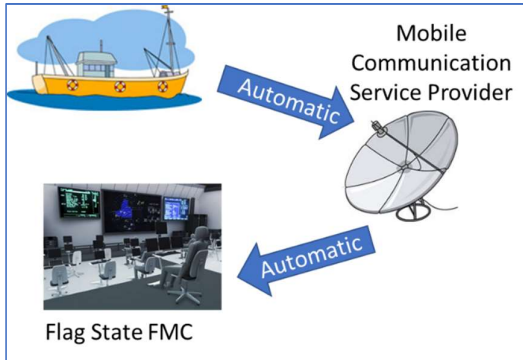 Mobile
Communication
Service Provider
Automatic
Automatic
Flag State FMC